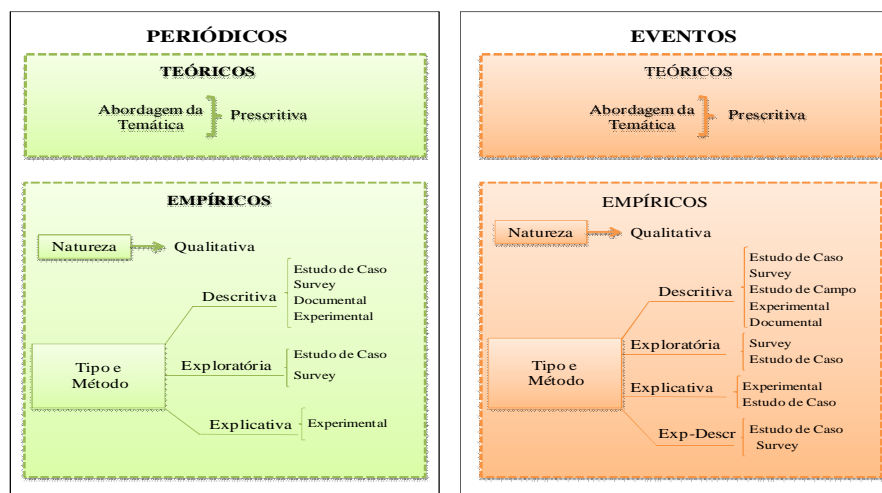 PERIÓDICOS
TEÓRICOS
Abordagem da
Temática
Prescritiva
EMPÍRICOS
Natureza
Qualitativa
Tipo e
Método
Descritiva
Estudo de Caso
Survey
Documental
Experimental
Exploratória
Estudo de Caso
Survey
Explicativa
Experimental
EVENTOS
TEÓRICOS
Abordagem da
Temática
Prescritiva
EMPÍRICOS
Natureza
Qualitativa
Tipo e
Método
Descritiva
Estudo de Caso
Survey
Estudo de Campo
Experimental
Documental
Exploratória
Survey
Estudo de Caso
Explicativa
Experimental
Estudo de Caso
Exp-Descr
Estudo de Caso
Survey